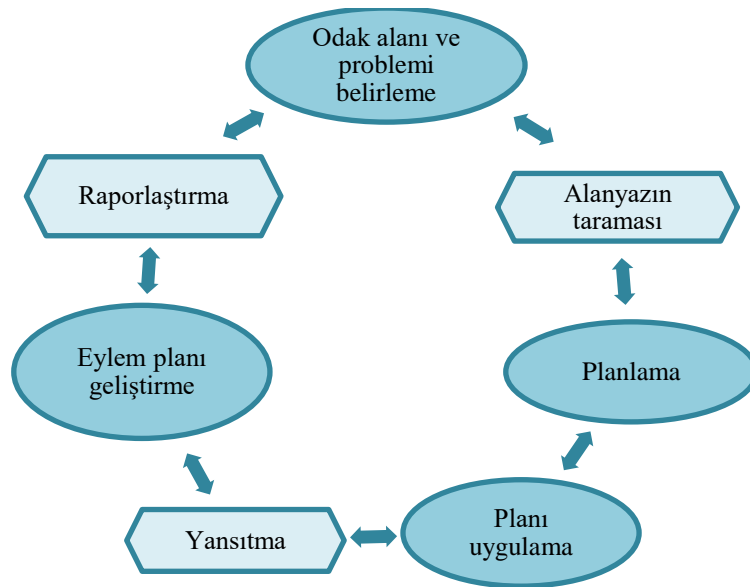 Odak alanı ve
problemi
belirleme
Alanyazın
taraması
Planlama
Planı
uygulama
Yansıtma
Eylem planı
geliştirme
Raporlaştırma